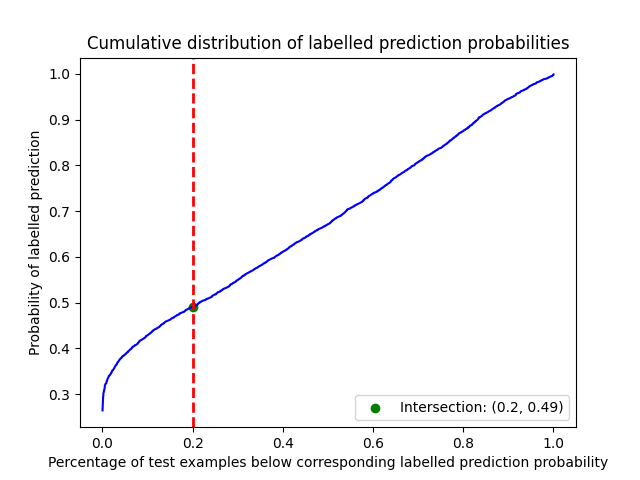 Cumulative distribution of labelled prediction probabilities
Probability of labelled prediction
1.0
0.9
0.8
0.7
0.6
0.5
0.4
0.3
Intersection: (0.2, 0.49)
0.0 0.2 0.4 0.6 0.8 1.0
Percentage of test examples below corresponding labelled prediction probability